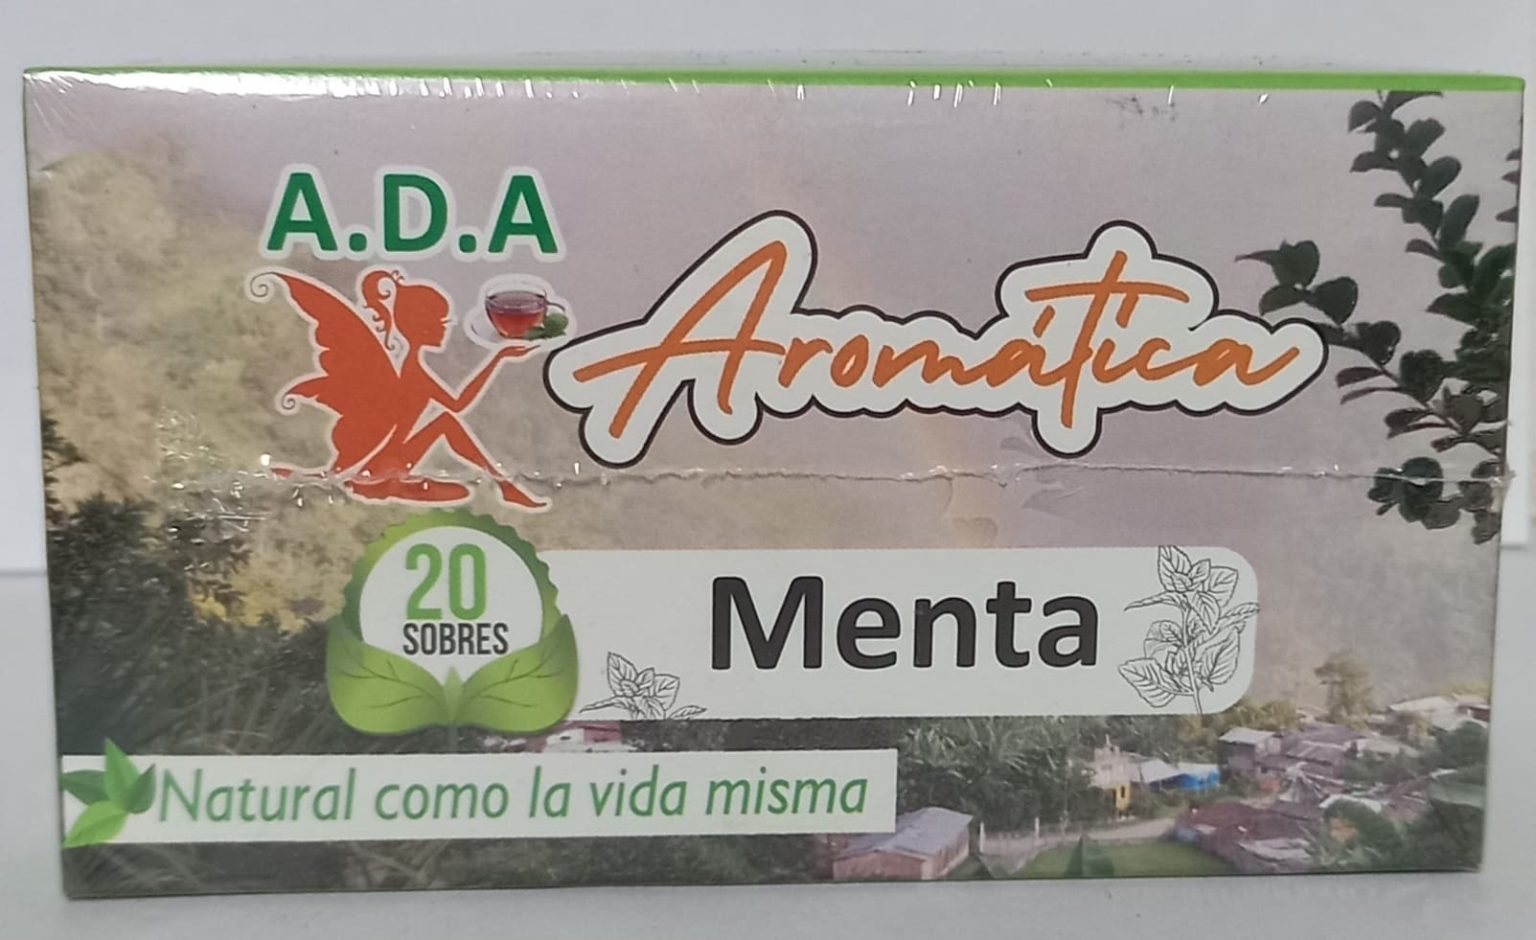 A.D.A
Aromática
20
SOBRES
Menta
Natural como la vida misma